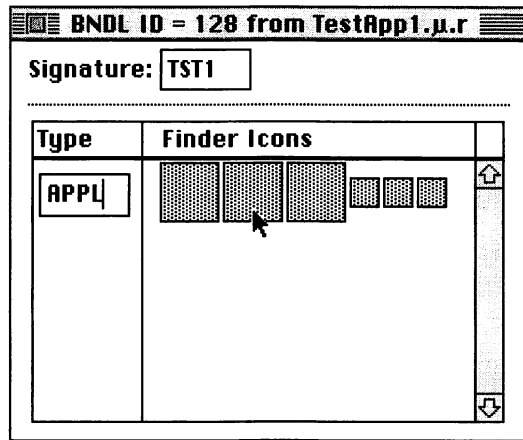 BNDL ID = 128 from TestApp1.µ.r
Signature: TST1
Type Finder Icons
APPL